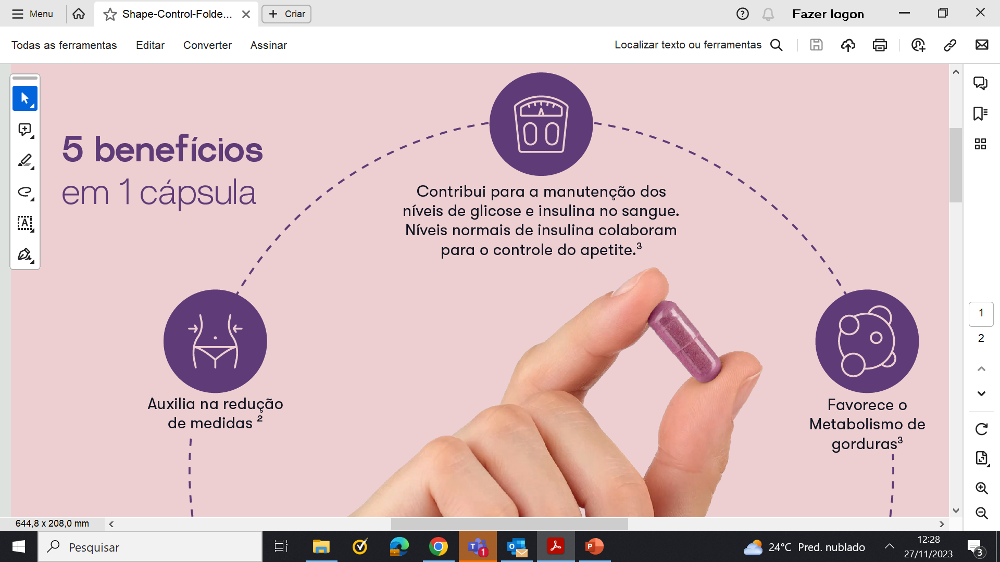 Menu
Shape-Control-Folde...
Criar
Fazer logon
Todas as ferramentas
Editar
Converter
Assinar
Localizar texto ou ferramentas
5 benefícios
em 1 cápsula
Contribui para a manutenção dos
níveis de glicose e insulina no sangue.
Níveis normais de insulina colaboram
para o controle do apetite.³
Auxilia na redução
de medidas ²
Favorece o
Metabolismo de
gorduras³
1
2
644,8 x 208,0 mm
Pesquisar
1
24°C Pred. nublado
12:28
27/11/2023
3